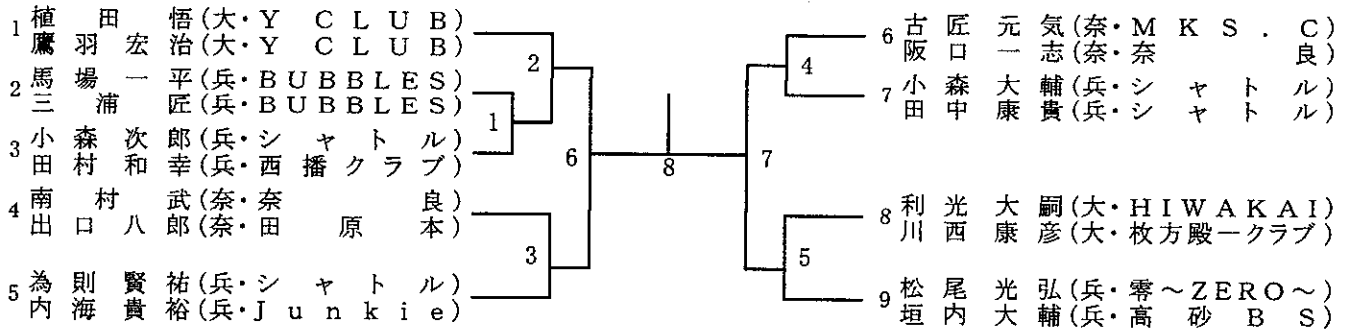 1 植田悟(大・Y CLUB)
鷹羽宏治(大・Y CLUB)
2 馬場一平(兵・BUBBLES)
三浦匠(兵・BUBBLES)
3 小森次郎(兵・シャトル)
田村和幸(兵・西播クラブ)
4 南村武(奈・奈良)
出口八郎(奈・田原本)
5 為則賢祐(兵・シャトル)
内海貴裕(兵・Junkie)
2
1
6
3
8
7
4
5
6 古匠元気(奈・MKS.C)
阪口一志(奈・奈良)
7 小森大輔(兵・シャトル)
田中康貴(兵・シャトル)
8 利光大嗣(大・HIWAKAI)
川西康彦(大・枚方殿一クラブ)
9 松尾光弘(兵・零~ZERO~)
垣内大輔(兵・高砂BS)